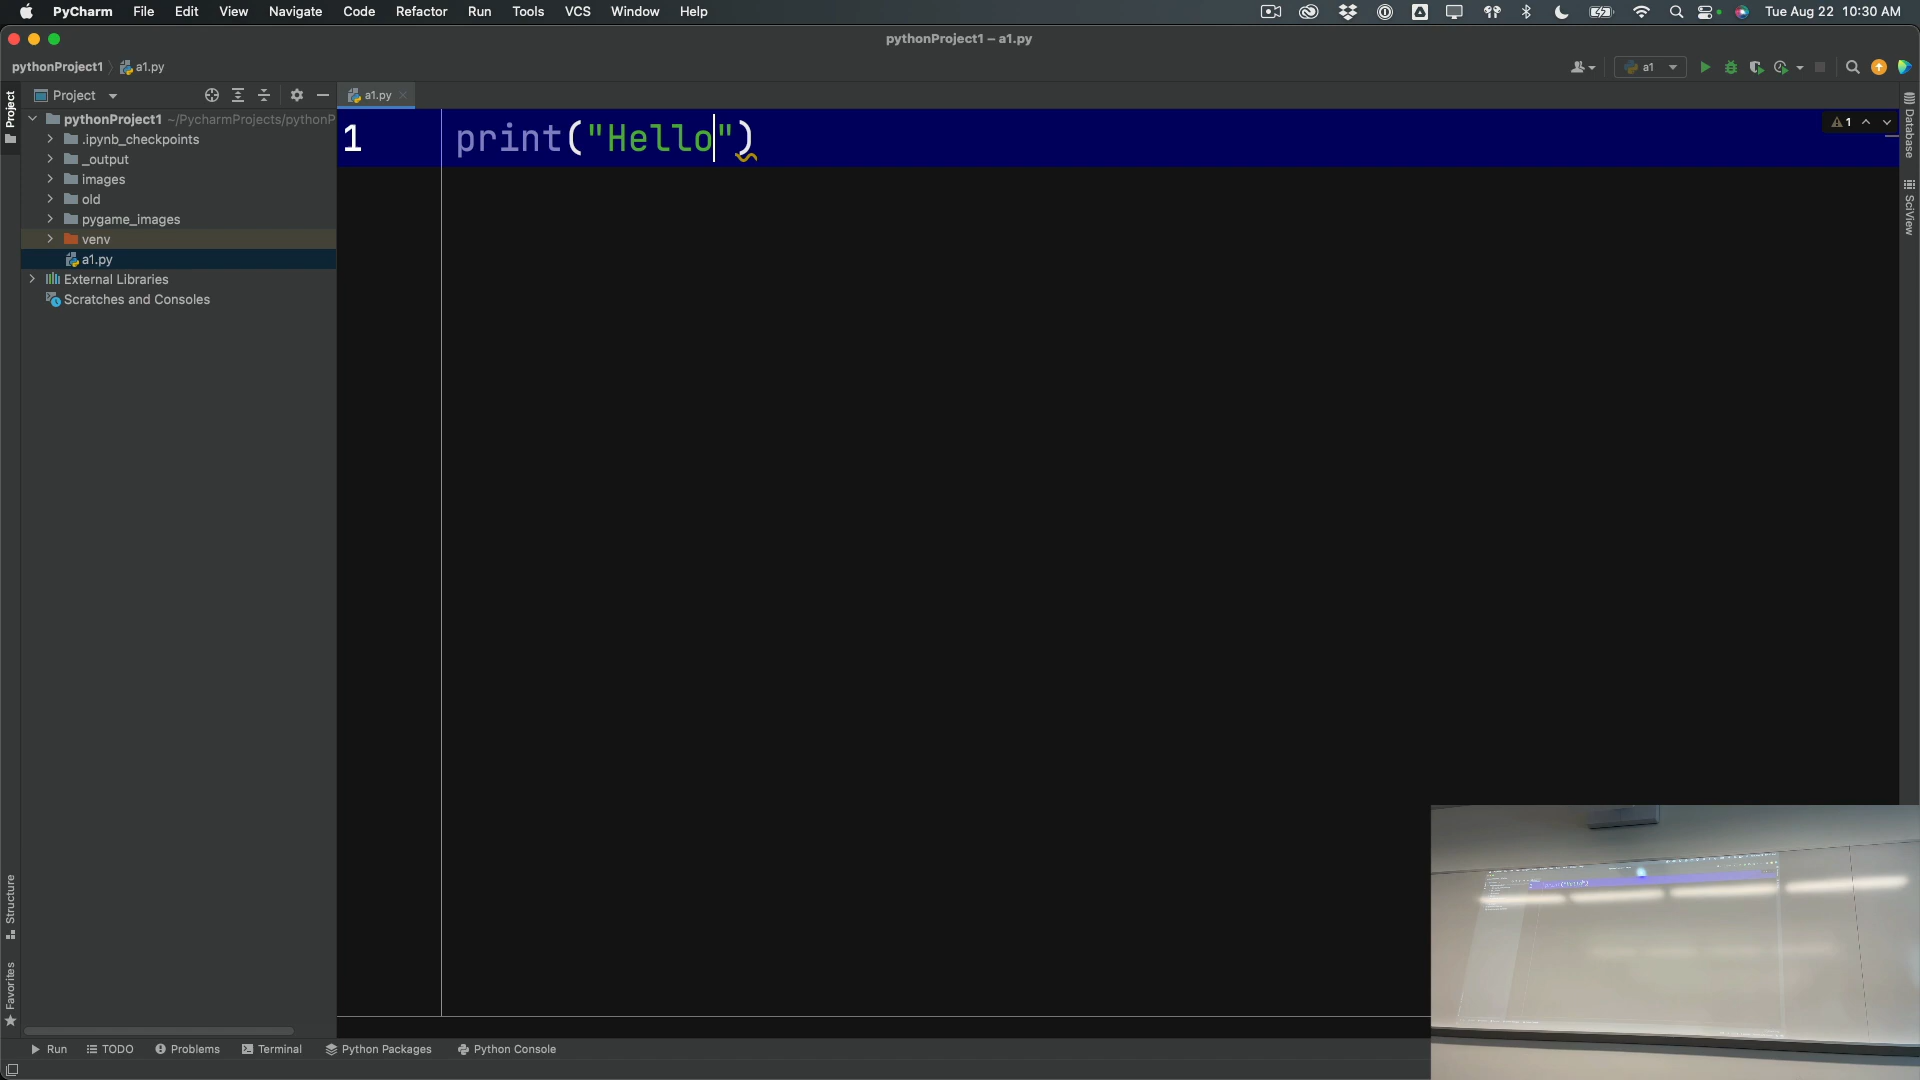 PyCharm File Edit View Navigate Code Refactor Run Tools VCS Window Help Tue Aug 22 10:30 AM
pythonProject1 – a1.py
pythonProject1 a1.py a1
Project
Project
a1.py
pythonProject1 ~/PycharmProjects/pythonP
.ipynb_checkpoints
_output
images
old
pygame_images
venv
a1.py
External Libraries
Scratches and Consoles
1 print("Hello")
1
Database
SciView
Structure
Favorites
Run TODO Problems Terminal Python Packages Python Console